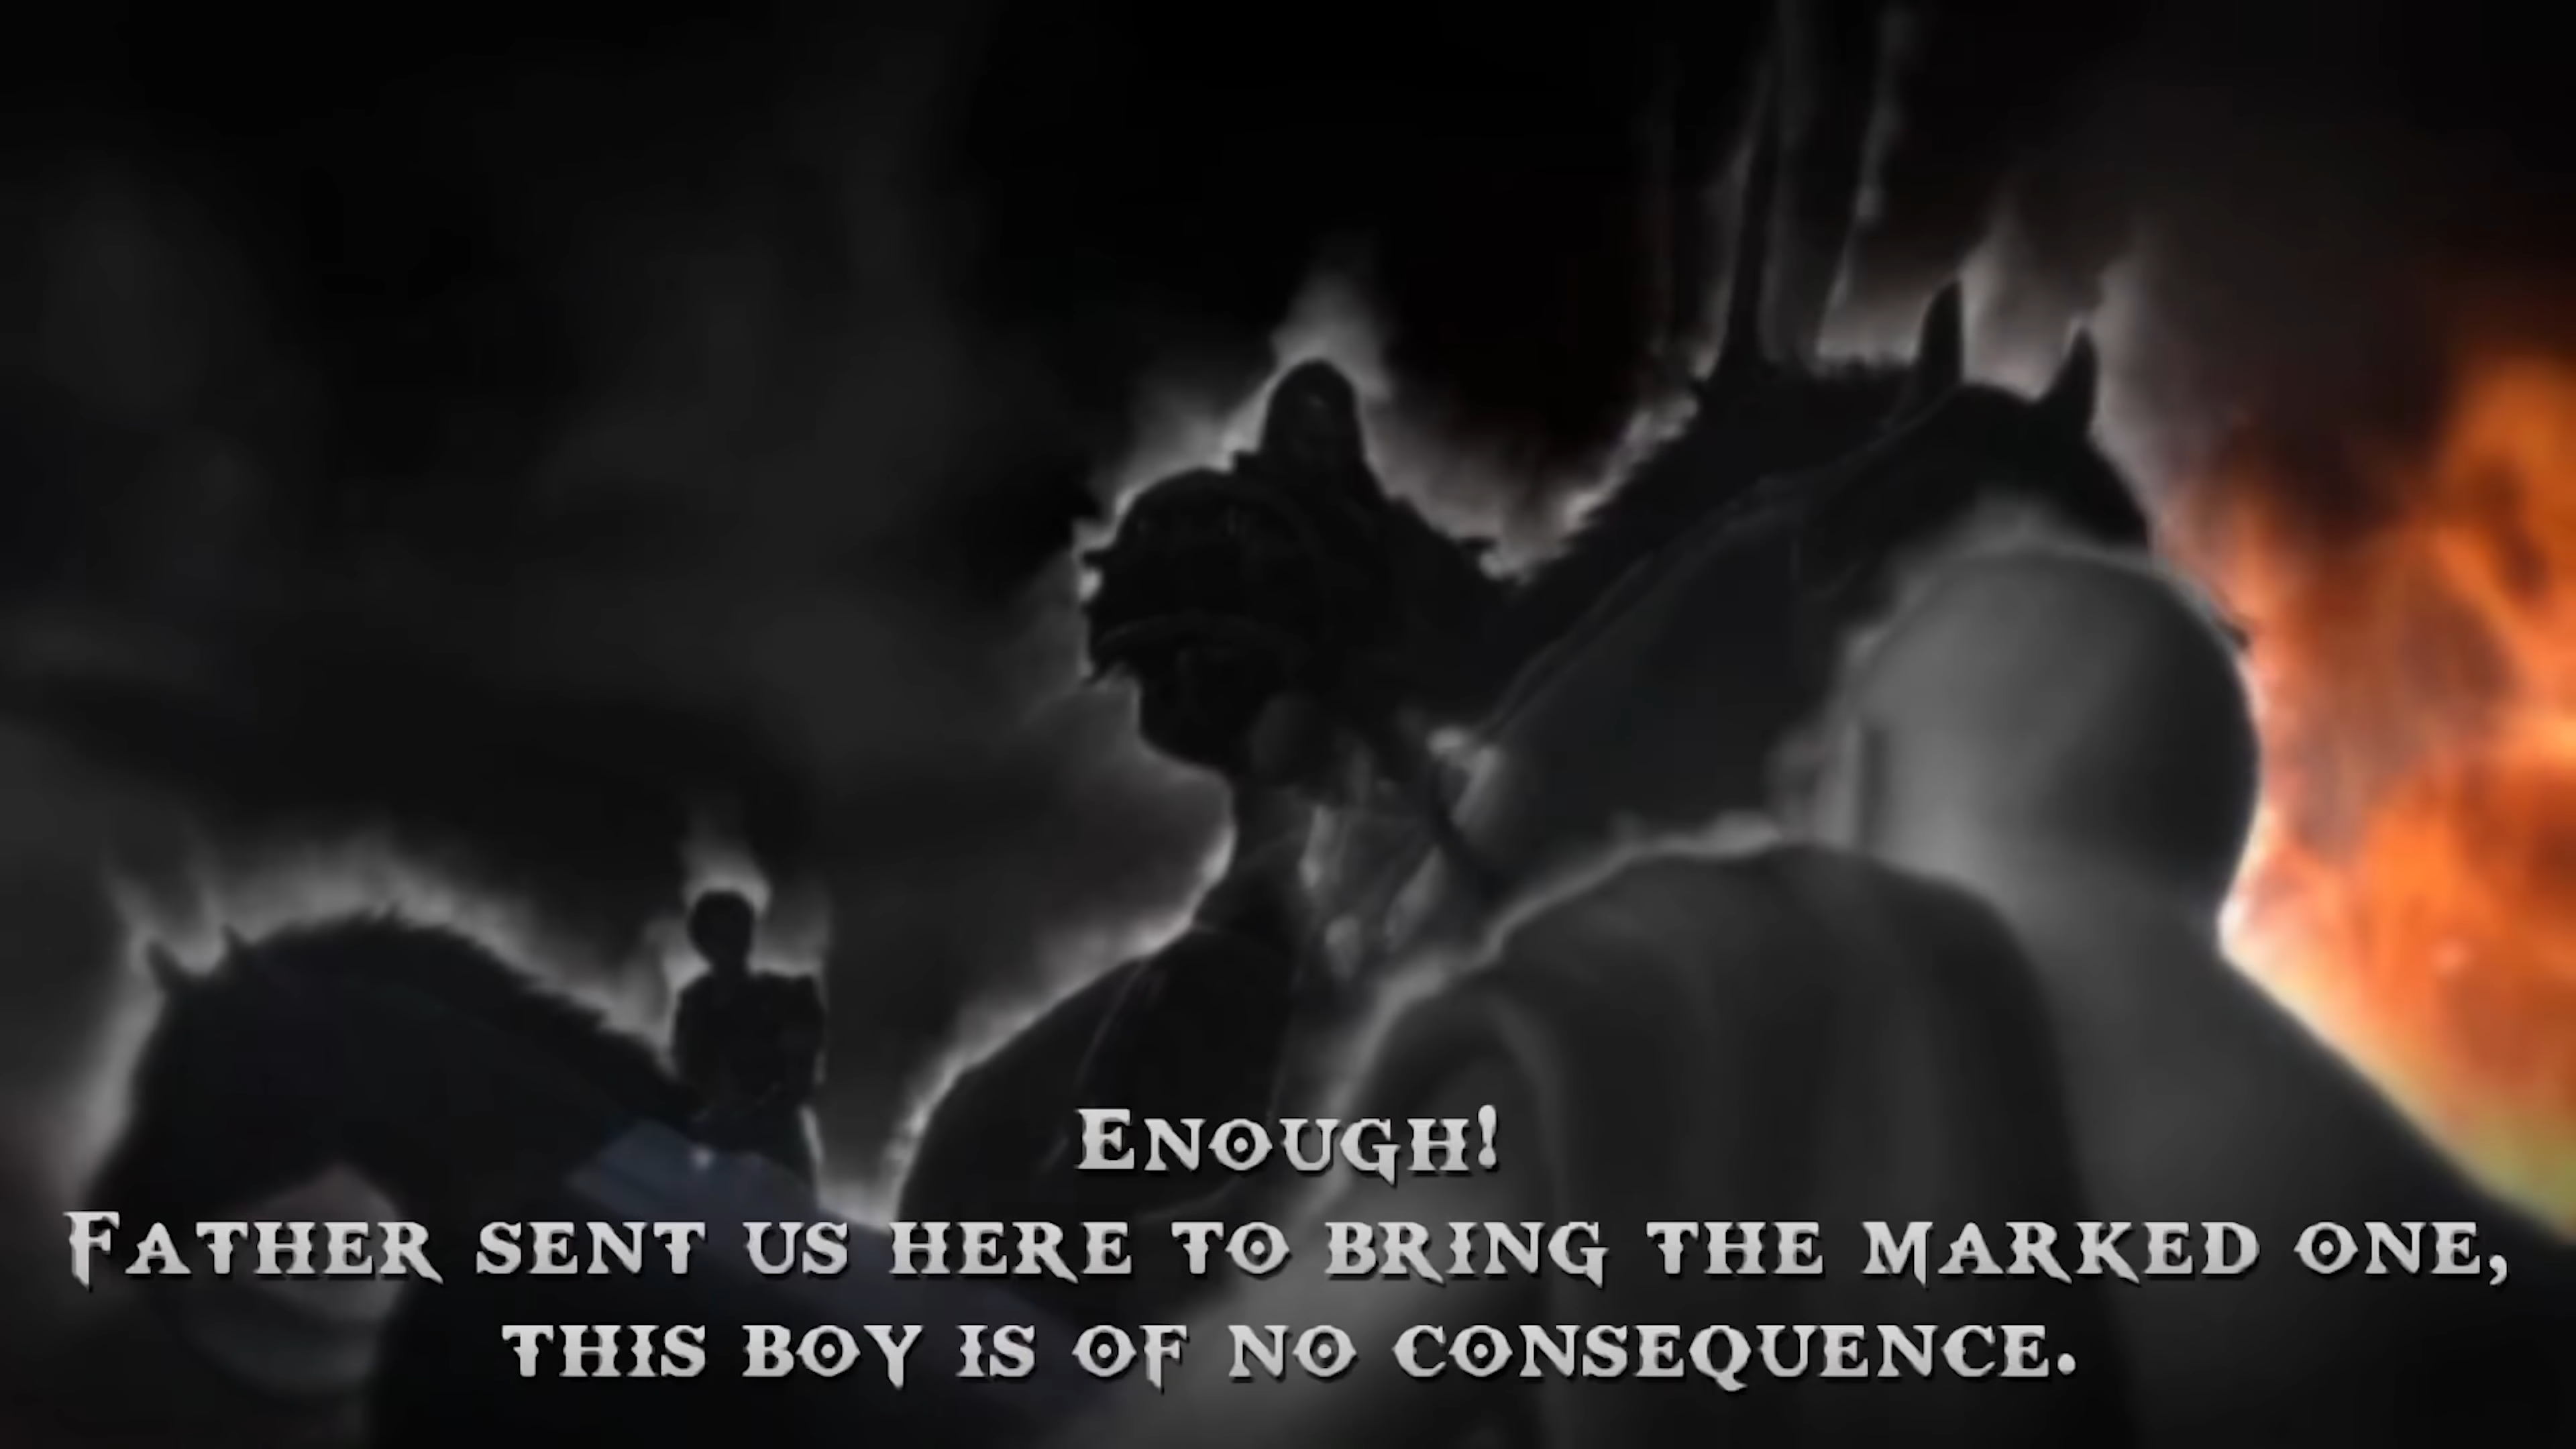 Enough!
Father sent us here to bring the marked one,
this boy is of no consequence.